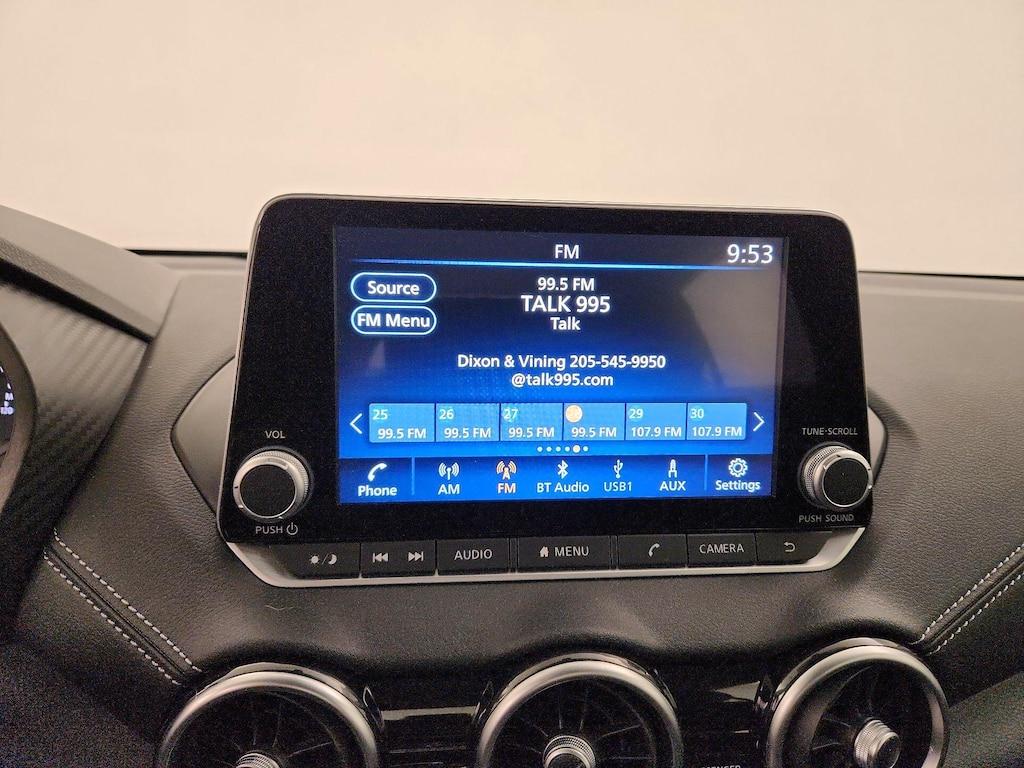 FM
9:53
Source
FM Menu
99.5 FM
TALK 995
Talk
Dixon & Vining 205-545-9950
@talk995.com
25 26 27 28 29 30
99.5 FM 99.5 FM 99.5 FM 99.5 FM 107.9 FM 107.9 FM
Phone AM FM BT Audio USB1 AUX Settings
VOL
PUSH
TUNE·SCROLL
PUSH SOUND
AUDIO MENU CAMERA